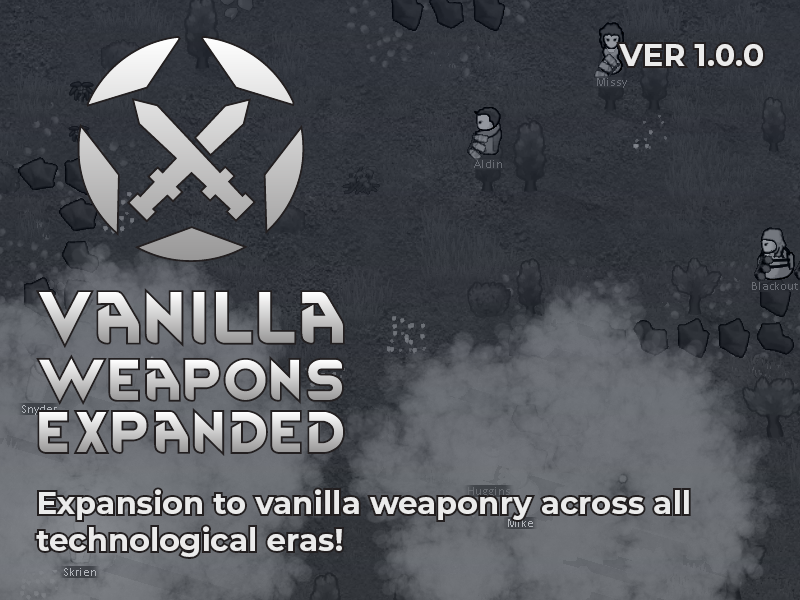 VER 1.0.0
Missy
Aldin
Blackout
VANILLA
WEAPONS
Snyder
EXPANDED
Huggins
Expansion to vanilla weaponry across all
Mike
technological eras!
Skrien